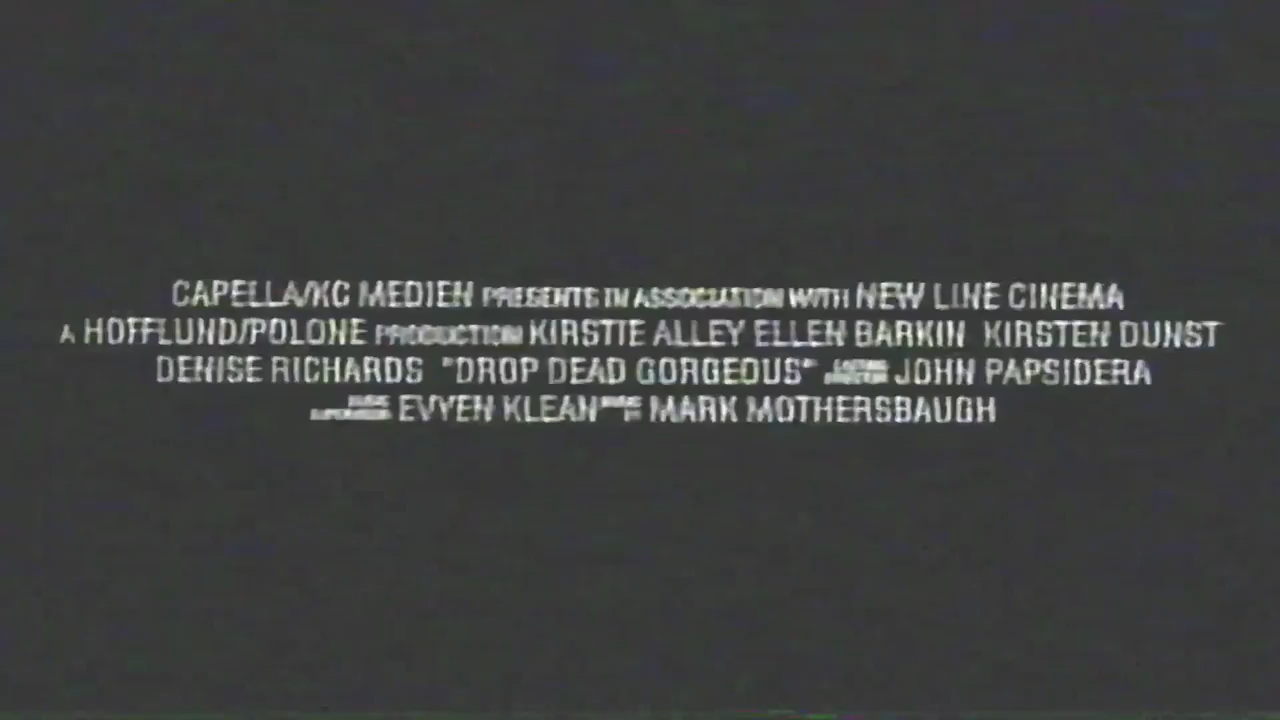 CAPELLA/KC MEDIEN PRESENTS IN ASSOCIATION WITH NEW LINE CINEMA
A HOFFLUND/POLONE PRODUCTION KIRSTIE ALLEY ELLEN BARKIN KIRSTEN DUNST
DENISE RICHARDS "DROP DEAD GORGEOUS" JOHN PAPSIDERA
EVYEN KLEAN MARK MOTHERSBAUGH